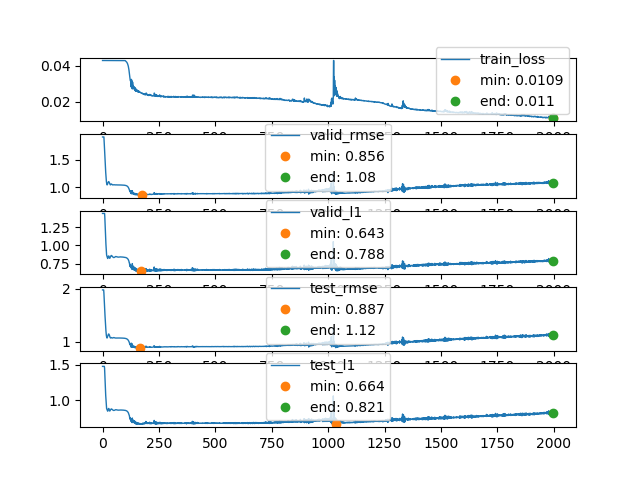 train_loss
0.04
min: 0.0109
0.02
end: 0.011
0 250 500 750 1000 1250 1500 1750 2000
valid_rmse
1.5
min: 0.856
1.0
end: 1.08
valid_l1
1.25
min: 0.643
1.00
0.75
end: 0.788
test_rmse
2
min: 0.887
1
end: 1.12
test_l1
1.5
min: 0.664
1.0
end: 0.821
0 250 500 750 1000 1250 1500 1750 2000